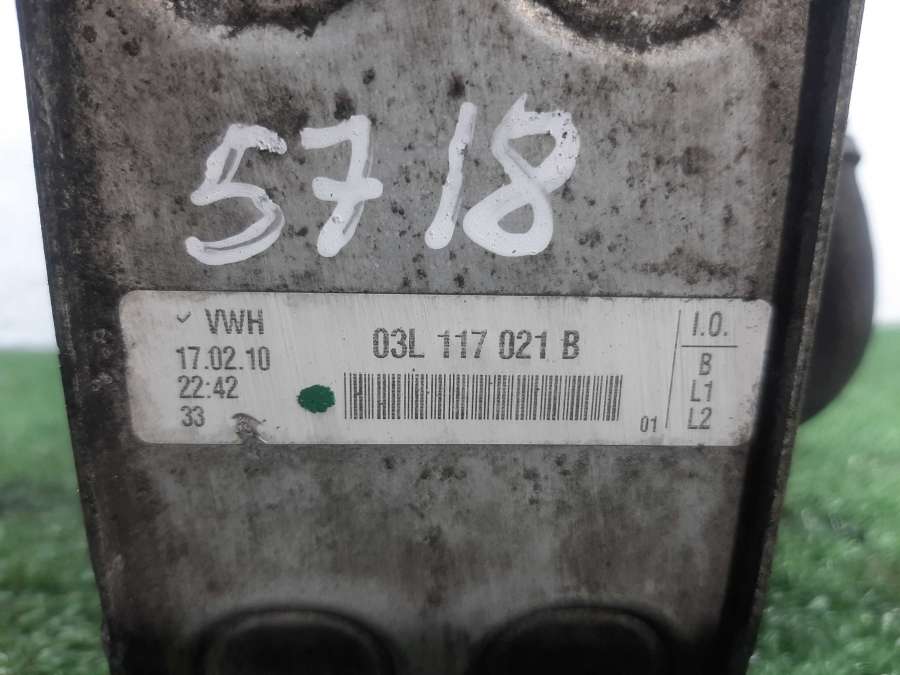 5718
VWH
17.02.10
22:42
33
03L 117 021 B
01
I.O.
B
L1
L2